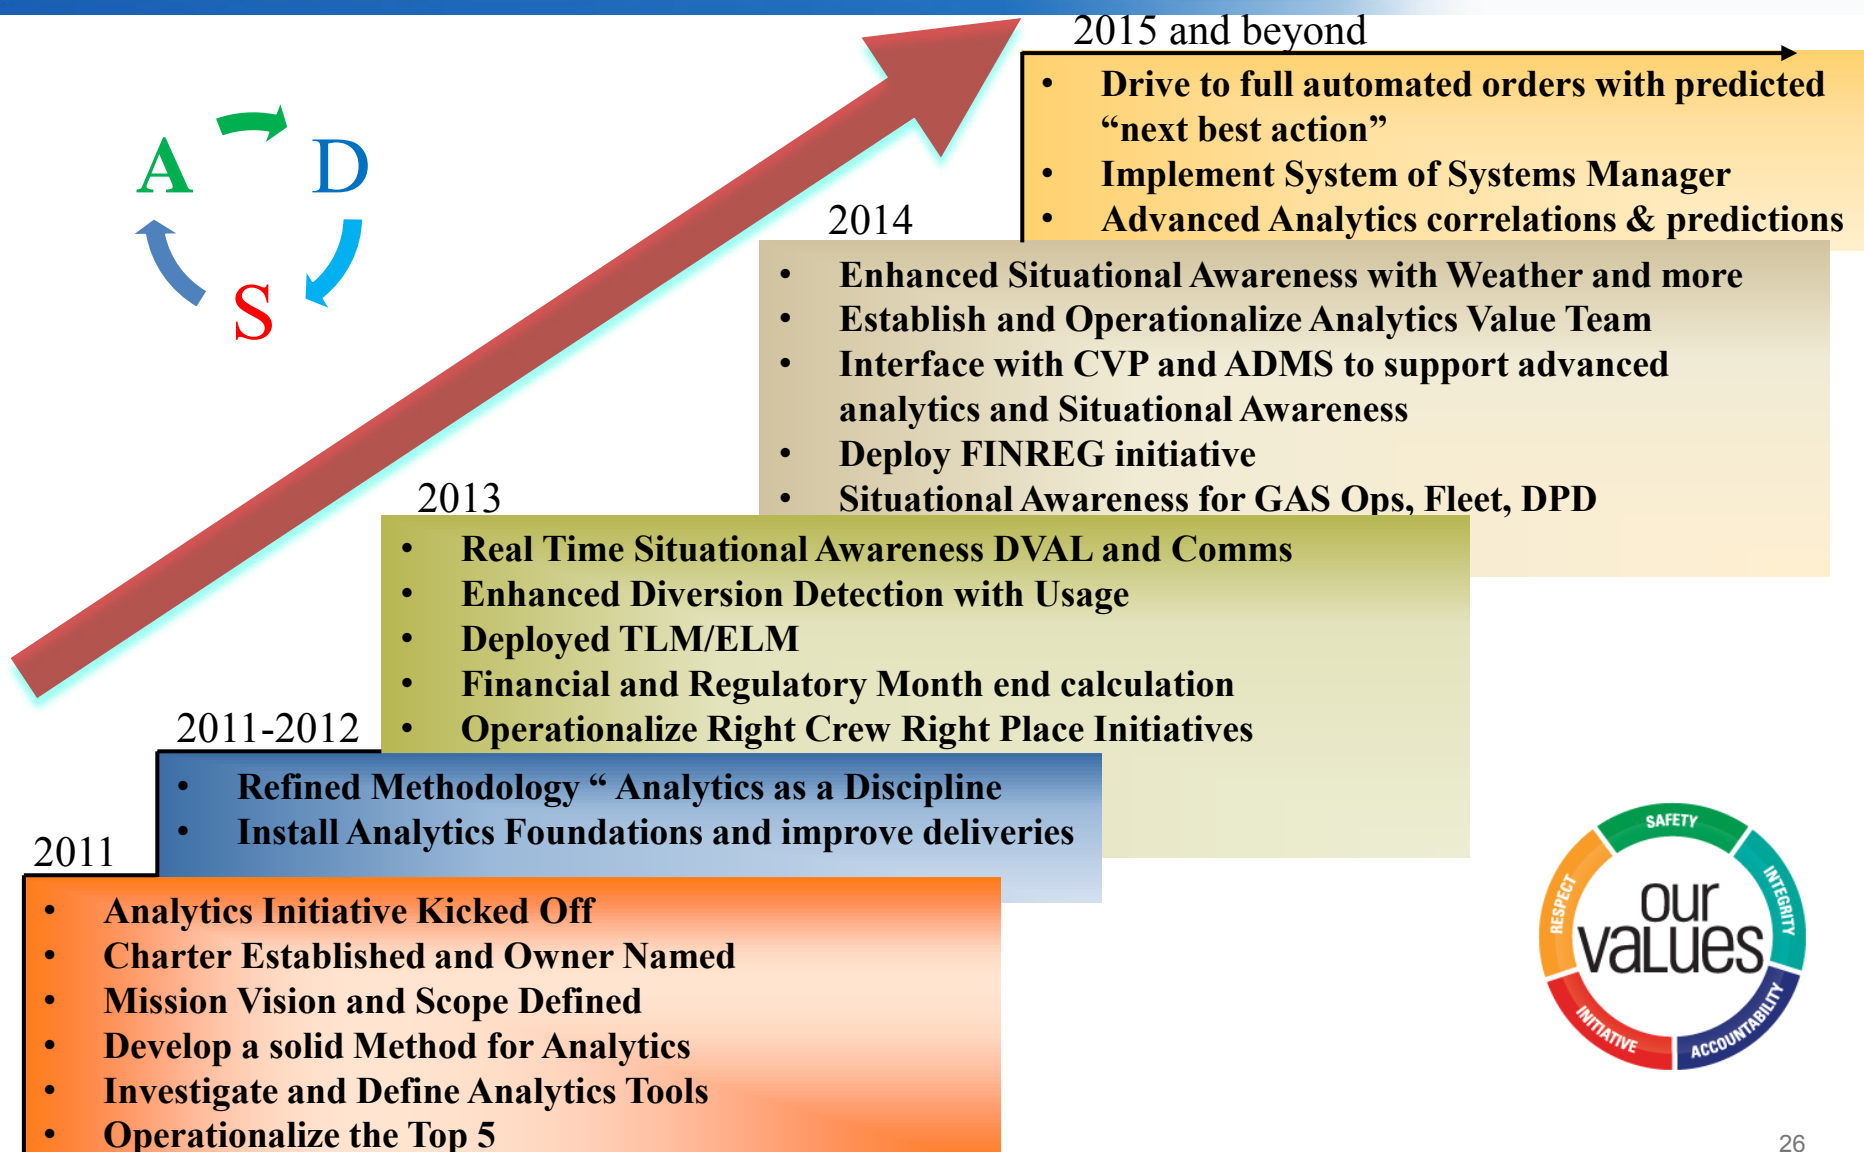 2015 and beyond
• Drive to full automated orders with predicted
“next best action”
• Implement System of Systems Manager
• Advanced Analytics correlations & predictions
A
D
S
2014
• Enhanced Situational Awareness with Weather and more
• Establish and Operationalize Analytics Value Team
• Interface with CVP and ADMS to support advanced
analytics and Situational Awareness
• Deploy FINREG initiative
• Situational Awareness for GAS Ops, Fleet, DPD
2013
• Real Time Situational Awareness DVAL and Comms
• Enhanced Diversion Detection with Usage
• Deployed TLM/ELM
• Financial and Regulatory Month end calculation
• Operationalize Right Crew Right Place Initiatives
2011-2012
• Refined Methodology “ Analytics as a Discipline
• Install Analytics Foundations and improve deliveries
2011
• Analytics Initiative Kicked Off
• Charter Established and Owner Named
• Mission Vision and Scope Defined
• Develop a solid Method for Analytics
• Investigate and Define Analytics Tools
• Operationalize the Top 5
SAFETY
INTEGRITY
ACCOUNTABILITY
INITIATIVE
RESPECT
our
values
26